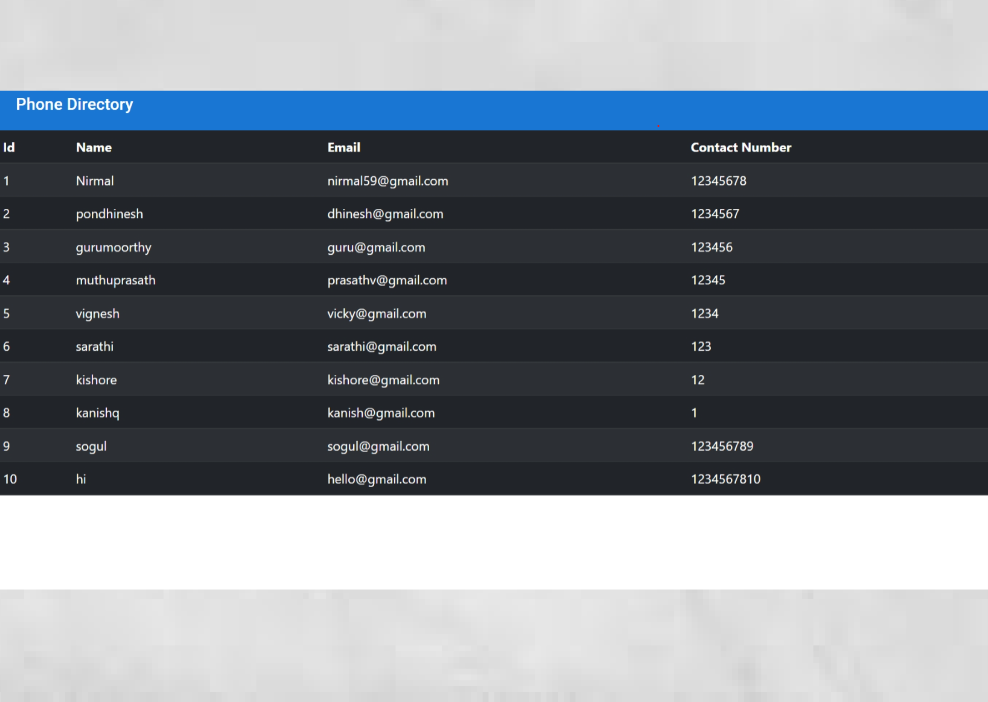 Phone Directory
Id Name Email Contact Number
1 Nirmal nirmal59@gmail.com 12345678
2 pondhinesh dhinesh@gmail.com 1234567
3 gurumoorthy guru@gmail.com 123456
4 muthuprasath prasathv@gmail.com 12345
5 vignesh vicky@gmail.com 1234
6 sarathi sarathi@gmail.com 123
7 kishore kishore@gmail.com 12
8 kanishq kanish@gmail.com 1
9 sogul sogul@gmail.com 123456789
10 hi hello@gmail.com 1234567810